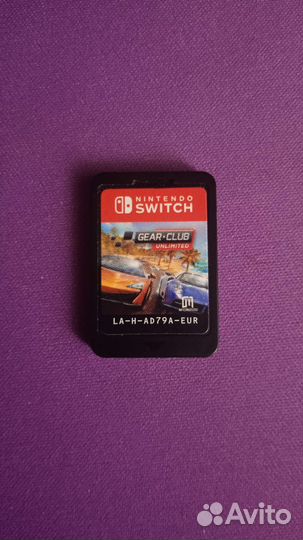 NINTENDO
SWITCH
GEAR·CLUB
UNLIMITED
LA-H-AD79A-EUR
Avito